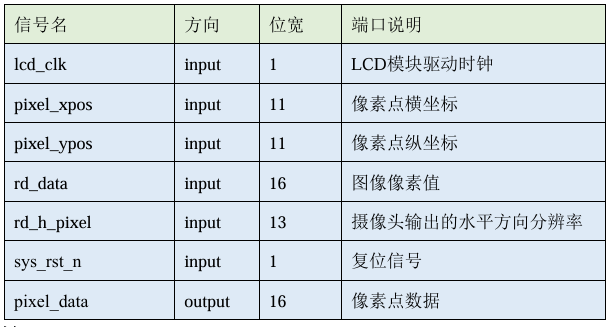 信号名 方向 位宽 端口说明
lcd_clk input 1 LCD模块驱动时钟
pixel_xpos input 11 像素点横坐标
pixel_ypos input 11 像素点纵坐标
rd_data input 16 图像像素值
rd_h_pixel input 13 摄像头输出的水平方向分辨率
sys_rst_n input 1 复位信号
pixel_data output 16 像素点数据